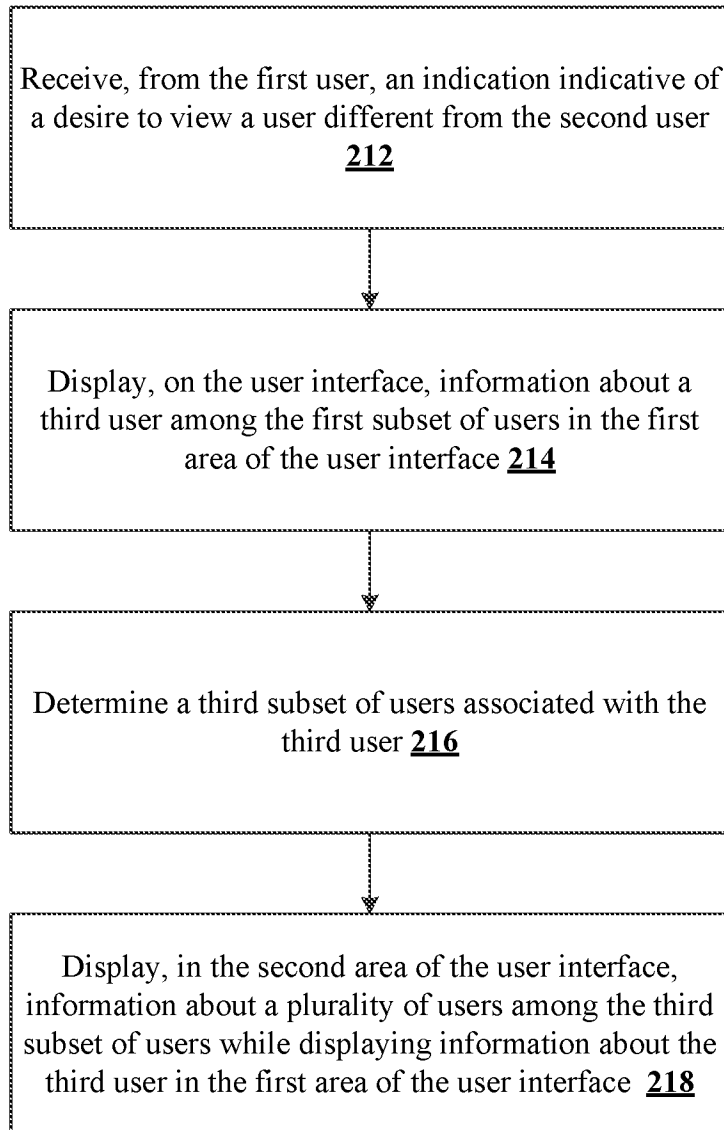 Receive, from the first user, an indication indicative of
a desire to view a user different from the second user
212
Display, on the user interface, information about a
third user among the first subset of users in the first
area of the user interface 214
Determine a third subset of users associated with the
third user 216
Display, in the second area of the user interface,
information about a plurality of users among the third
subset of users while displaying information about the
third user in the first area of the user interface 218